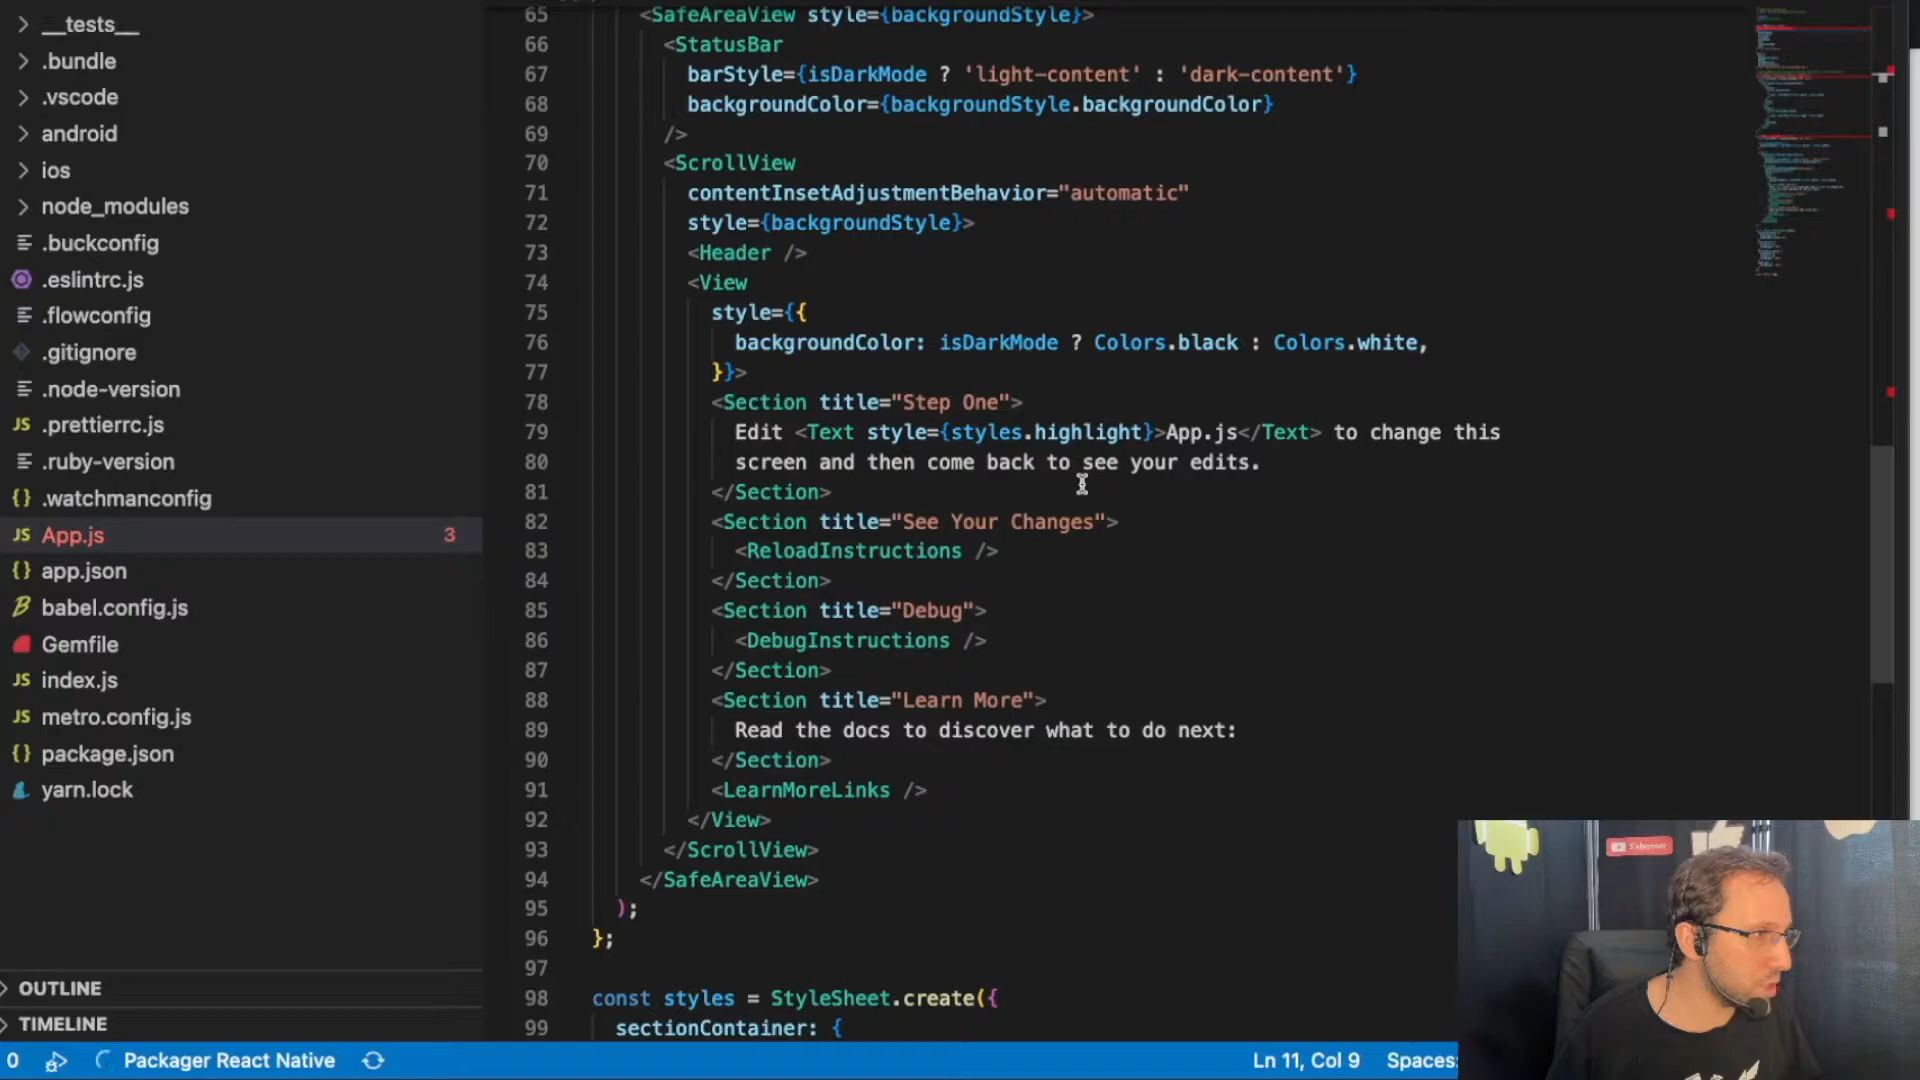 __tests__
.bundle
.vscode
android
ios
node_modules
.buckconfig
.eslintrc.js
.flowconfig
.gitignore
.node-version
.prettierrc.js
.ruby-version
.watchmanconfig
JS App.js 3
{} app.json
babel.config.js
Gemfile
JS index.js
JS metro.config.js
{} package.json
yarn.lock
OUTLINE
TIMELINE
65 <SafeAreaView style={backgroundStyle}>
66 <StatusBar
67 barStyle={isDarkMode ? 'light-content' : 'dark-content'}
68 backgroundColor={backgroundStyle.backgroundColor}
69 />
70 <ScrollView
71 contentInsetAdjustmentBehavior="automatic"
72 style={backgroundStyle}>
73 <Header />
74 <View
75 style={{
76 backgroundColor: isDarkMode ? Colors.black : Colors.white,
77 }}>
78 <Section title="Step One">
79 Edit <Text style={styles.highlight}>App.js</Text> to change this
80 screen and then come back to see your edits.
81 </Section>
82 <Section title="See Your Changes">
83 <ReloadInstructions />
84 </Section>
85 <Section title="Debug">
86 <DebugInstructions />
87 </Section>
88 <Section title="Learn More">
89 Read the docs to discover what to do next:
90 </Section>
91 <LearnMoreLinks />
92 </View>
93 </ScrollView>
94 </SafeAreaView>
95 );
96 };
97
98 const styles = StyleSheet.create({
99 sectionContainer: {
S'abonner
0 Packager React Native Ln 11, Col 9 Spaces: